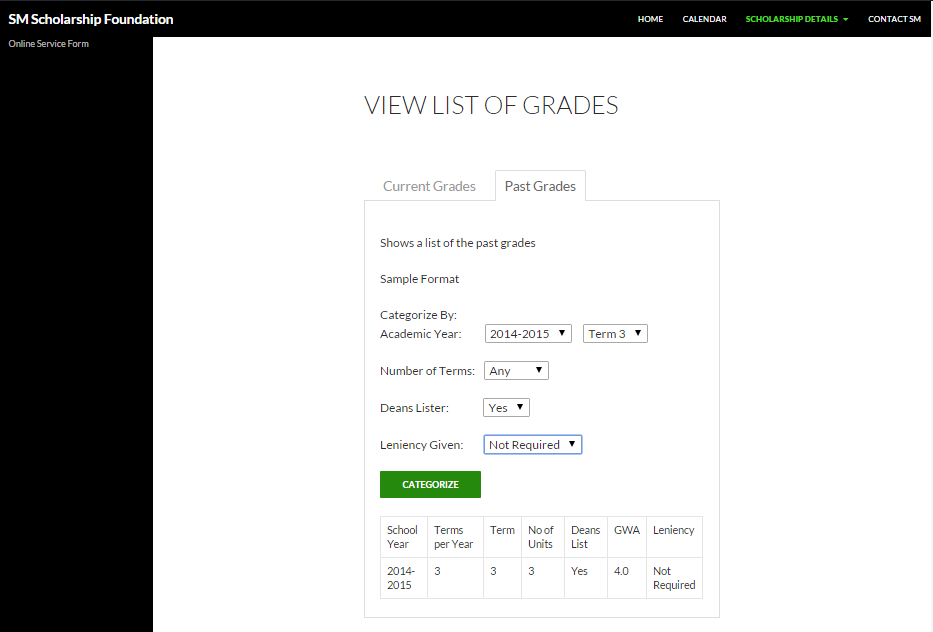 SM Scholarship Foundation
HOME CALENDAR SCHOLARSHIP DETAILS CONTACT SM
Online Service Form
VIEW LIST OF GRADES
Current Grades Past Grades
Shows a list of the past grades
Sample Format
Categorize By:
Academic Year: 2014-2015 Term 3
Number of Terms: Any
Deans Lister: Yes
Leniency Given: Not Required
CATEGORIZE
School Year Terms per Year Term No of Units Deans List GWA Leniency
2014-2015 3 3 3 Yes 4.0 Not Required